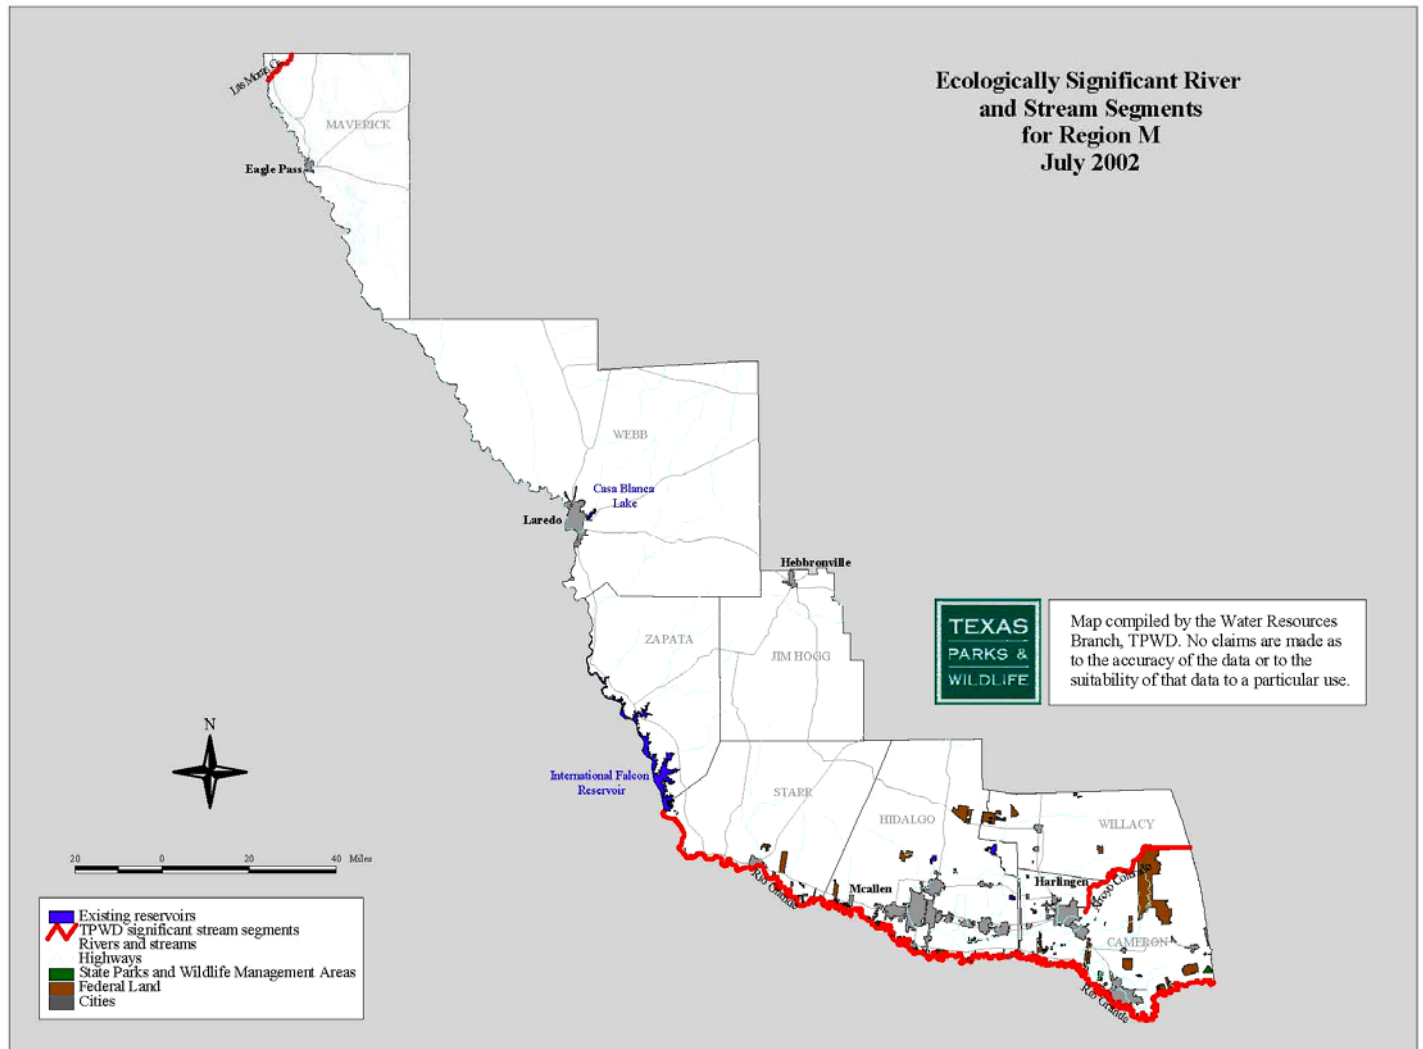 Ecologically Significant River
and Stream Segments
for Region M
July 2002
MAVERICK
Eagle Pass
WEBB
Casa Blanca
Lake
Laredo
Hebbronville
ZAPATA
JIM HOGG
TEXAS
PARKS &
WILDLIFE
Map compiled by the Water Resources
Branch, TPWD. No claims are made as
to the accuracy of the data or to the
suitability of that data to a particular use.
N
International Falcon
Reservoir
STARR
HIDALGO
WILLACY
20 0 20 40 Miles
Rio Grande
Mcallen
Harlingen
Arroyo Colorado
CAMERON
Rio Grande
Existing reservoirs
TPWD significant stream segments
Rivers and streams
Highways
State Parks and Wildlife Management Areas
Federal Land
Cities